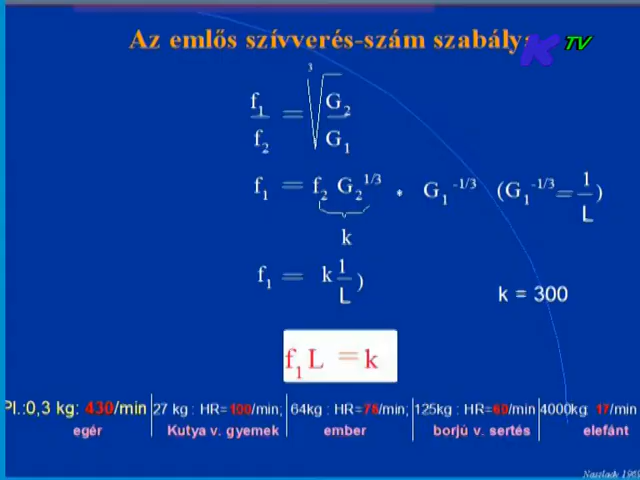 Az emlős szívverés-szám szabálya
K TV
f₁/f₂ = ³√(G₂/G₁)
f₁ = f₂ G₂^1/3 * G₁^-1/3 (G₁^-1/3 = 1/L)
k
f₁ = k 1/L )
k = 300
f₁ L = k
Pl.:0,3 kg: 430/min 27 kg : HR=100/min; 64kg : HR=78/min; 125kg : HR=60/min 4000kg 17/min
egér Kutya v. gyemek ember borjú v. sertés elefánt